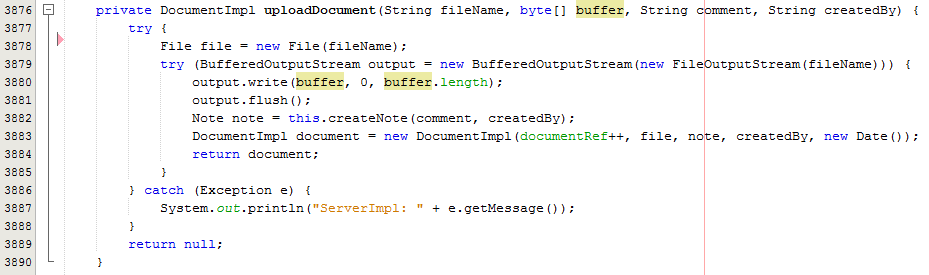 3876 private DocumentImpl uploadDocument(String fileName, byte[] buffer, String comment, String createdBy) {
3877 try {
3878 File file = new File(fileName);
3879 try (BufferedOutputStream output = new BufferedOutputStream(new FileOutputStream(fileName))) {
3880 output.write(buffer, 0, buffer.length);
3881 output.flush();
3882 Note note = this.createNote(comment, createdBy);
3883 DocumentImpl document = new DocumentImpl(documentRef++, file, note, createdBy, new Date());
3884 return document;
3885 }
3886 } catch (Exception e) {
3887 System.out.println("ServerImpl: " + e.getMessage());
3888 }
3889 return null;
3890 }